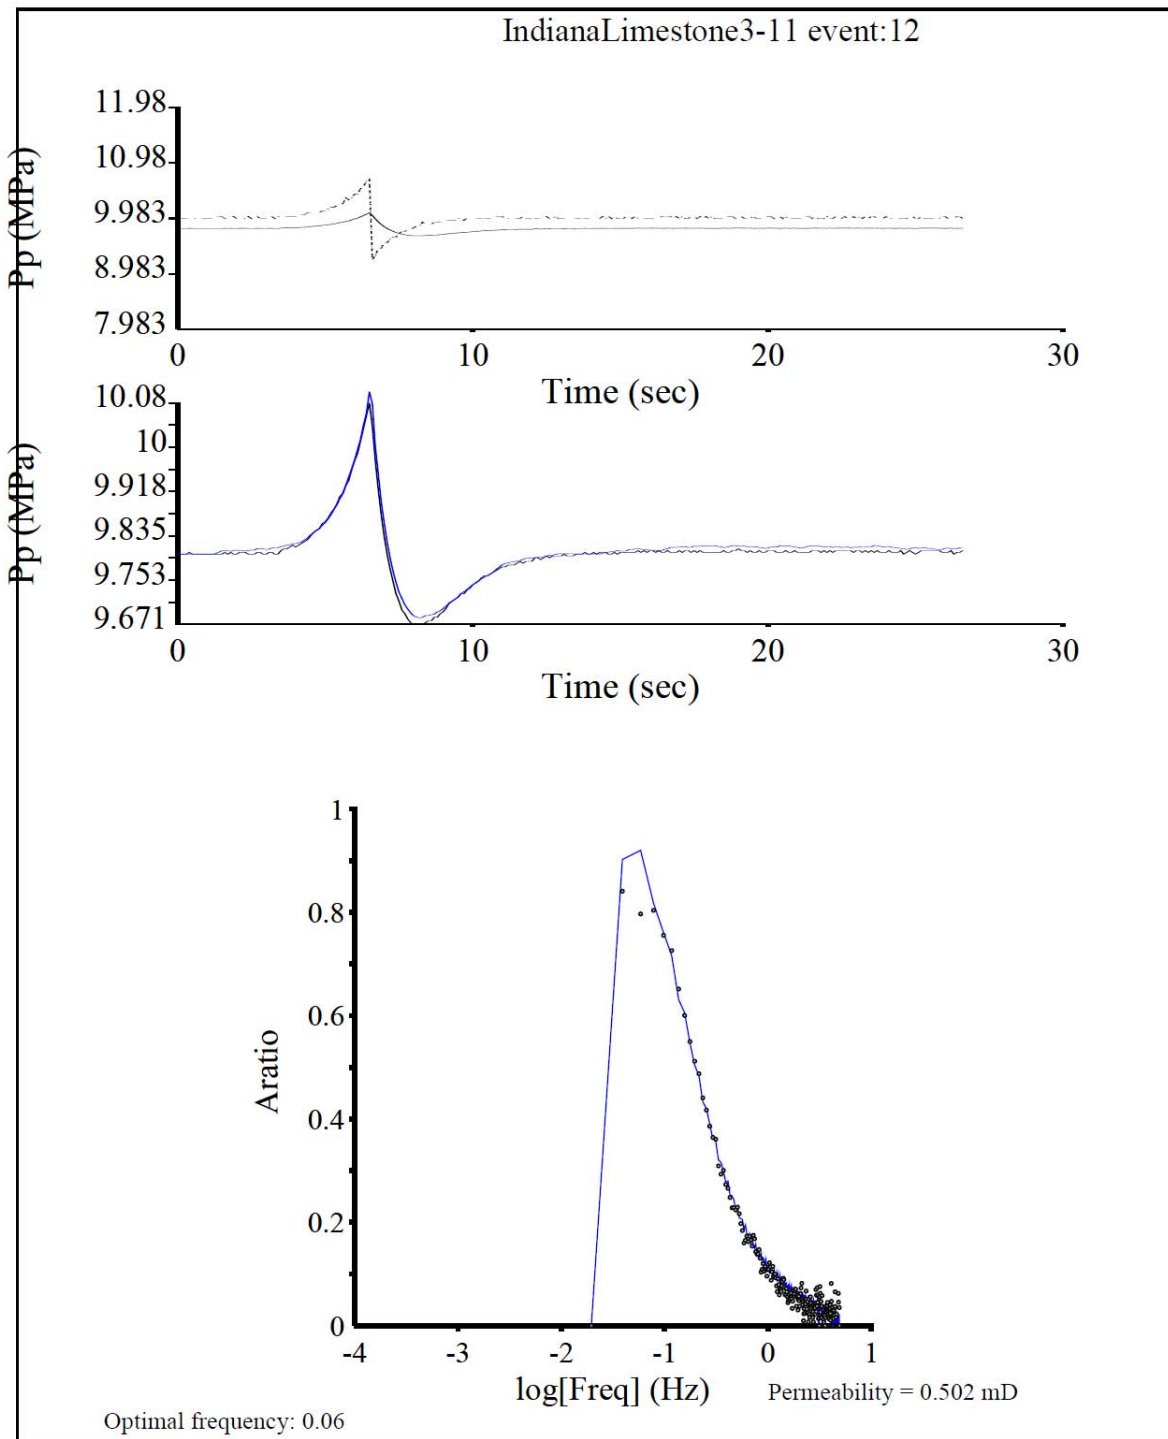 IndianaLimestone3-11 event:12
Pp (MPa)
11.98
10.98
9.983
8.983
7.983
0 10 20 30
Time (sec)
Pp (MPa)
10.08
10
9.918
9.835
9.753
9.671
0 10 20 30
Time (sec)
Aratio
1
0.8
0.6
0.4
0.2
0
-4 -3 -2 -1 0 1
log[Freq] (Hz)
Permeability = 0.502 mD
Optimal frequency: 0.06